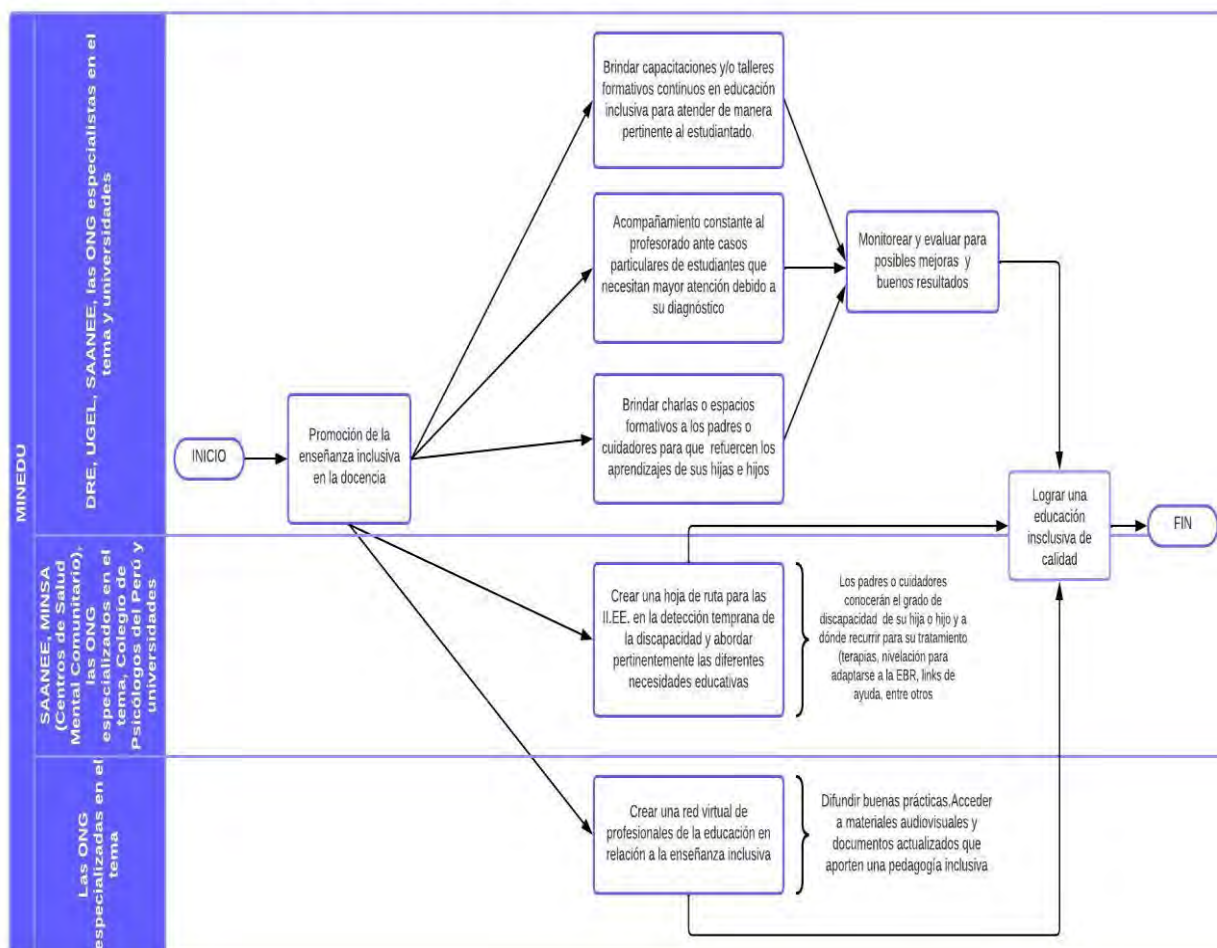 MINEDU
DRE, UGEL, SAANEE, las ONG especialistas en el
tema y universidades
INICIO
Promoción de la
enseñanza inclusiva
en la docencia
Brindar capacitaciones y/o talleres
formativos continuos en educación
inclusiva para atender de manera
pertinente al estudiantado.
Acompañamiento constante al
profesorado ante casos
particulares de estudiantes que
necesitan mayor atención debido a
su diagnóstico
Brindar charlas o espacios
formativos a los padres o
cuidadores para que refuercen los
aprendizajes de sus hijas e hijos
Monitorear y evaluar para
posibles mejoras y
buenos resultados
Lograr una
educación
insclusiva de
calidad
FIN
SAANEE, MINSA
(Centros de Salud
Mental Comunitario),
las ONG
especializados en el
tema, Colegio de
Psicólogos del Perú y
universidades
Crear una hoja de ruta para las
II.EE. en la detección temprana de
la discapacidad y abordar
pertinentemente las diferentes
necesidades educativas
Los padres o cuidadores
conocerán el grado de
discapacidad de su hija o hijo y a
dónde recurrir para su tratamiento
(terapias, nivelación para
adaptarse a la EBR, links de
ayuda, entre otros
Las ONG
especializadas en el
tema
Crear una red virtual de
profesionales de la educación en
relación a la enseñanza inclusiva
Difundir buenas prácticas.Acceder
a materiales audiovisuales y
documentos actualizados que
aporten una pedagogía inclusiva